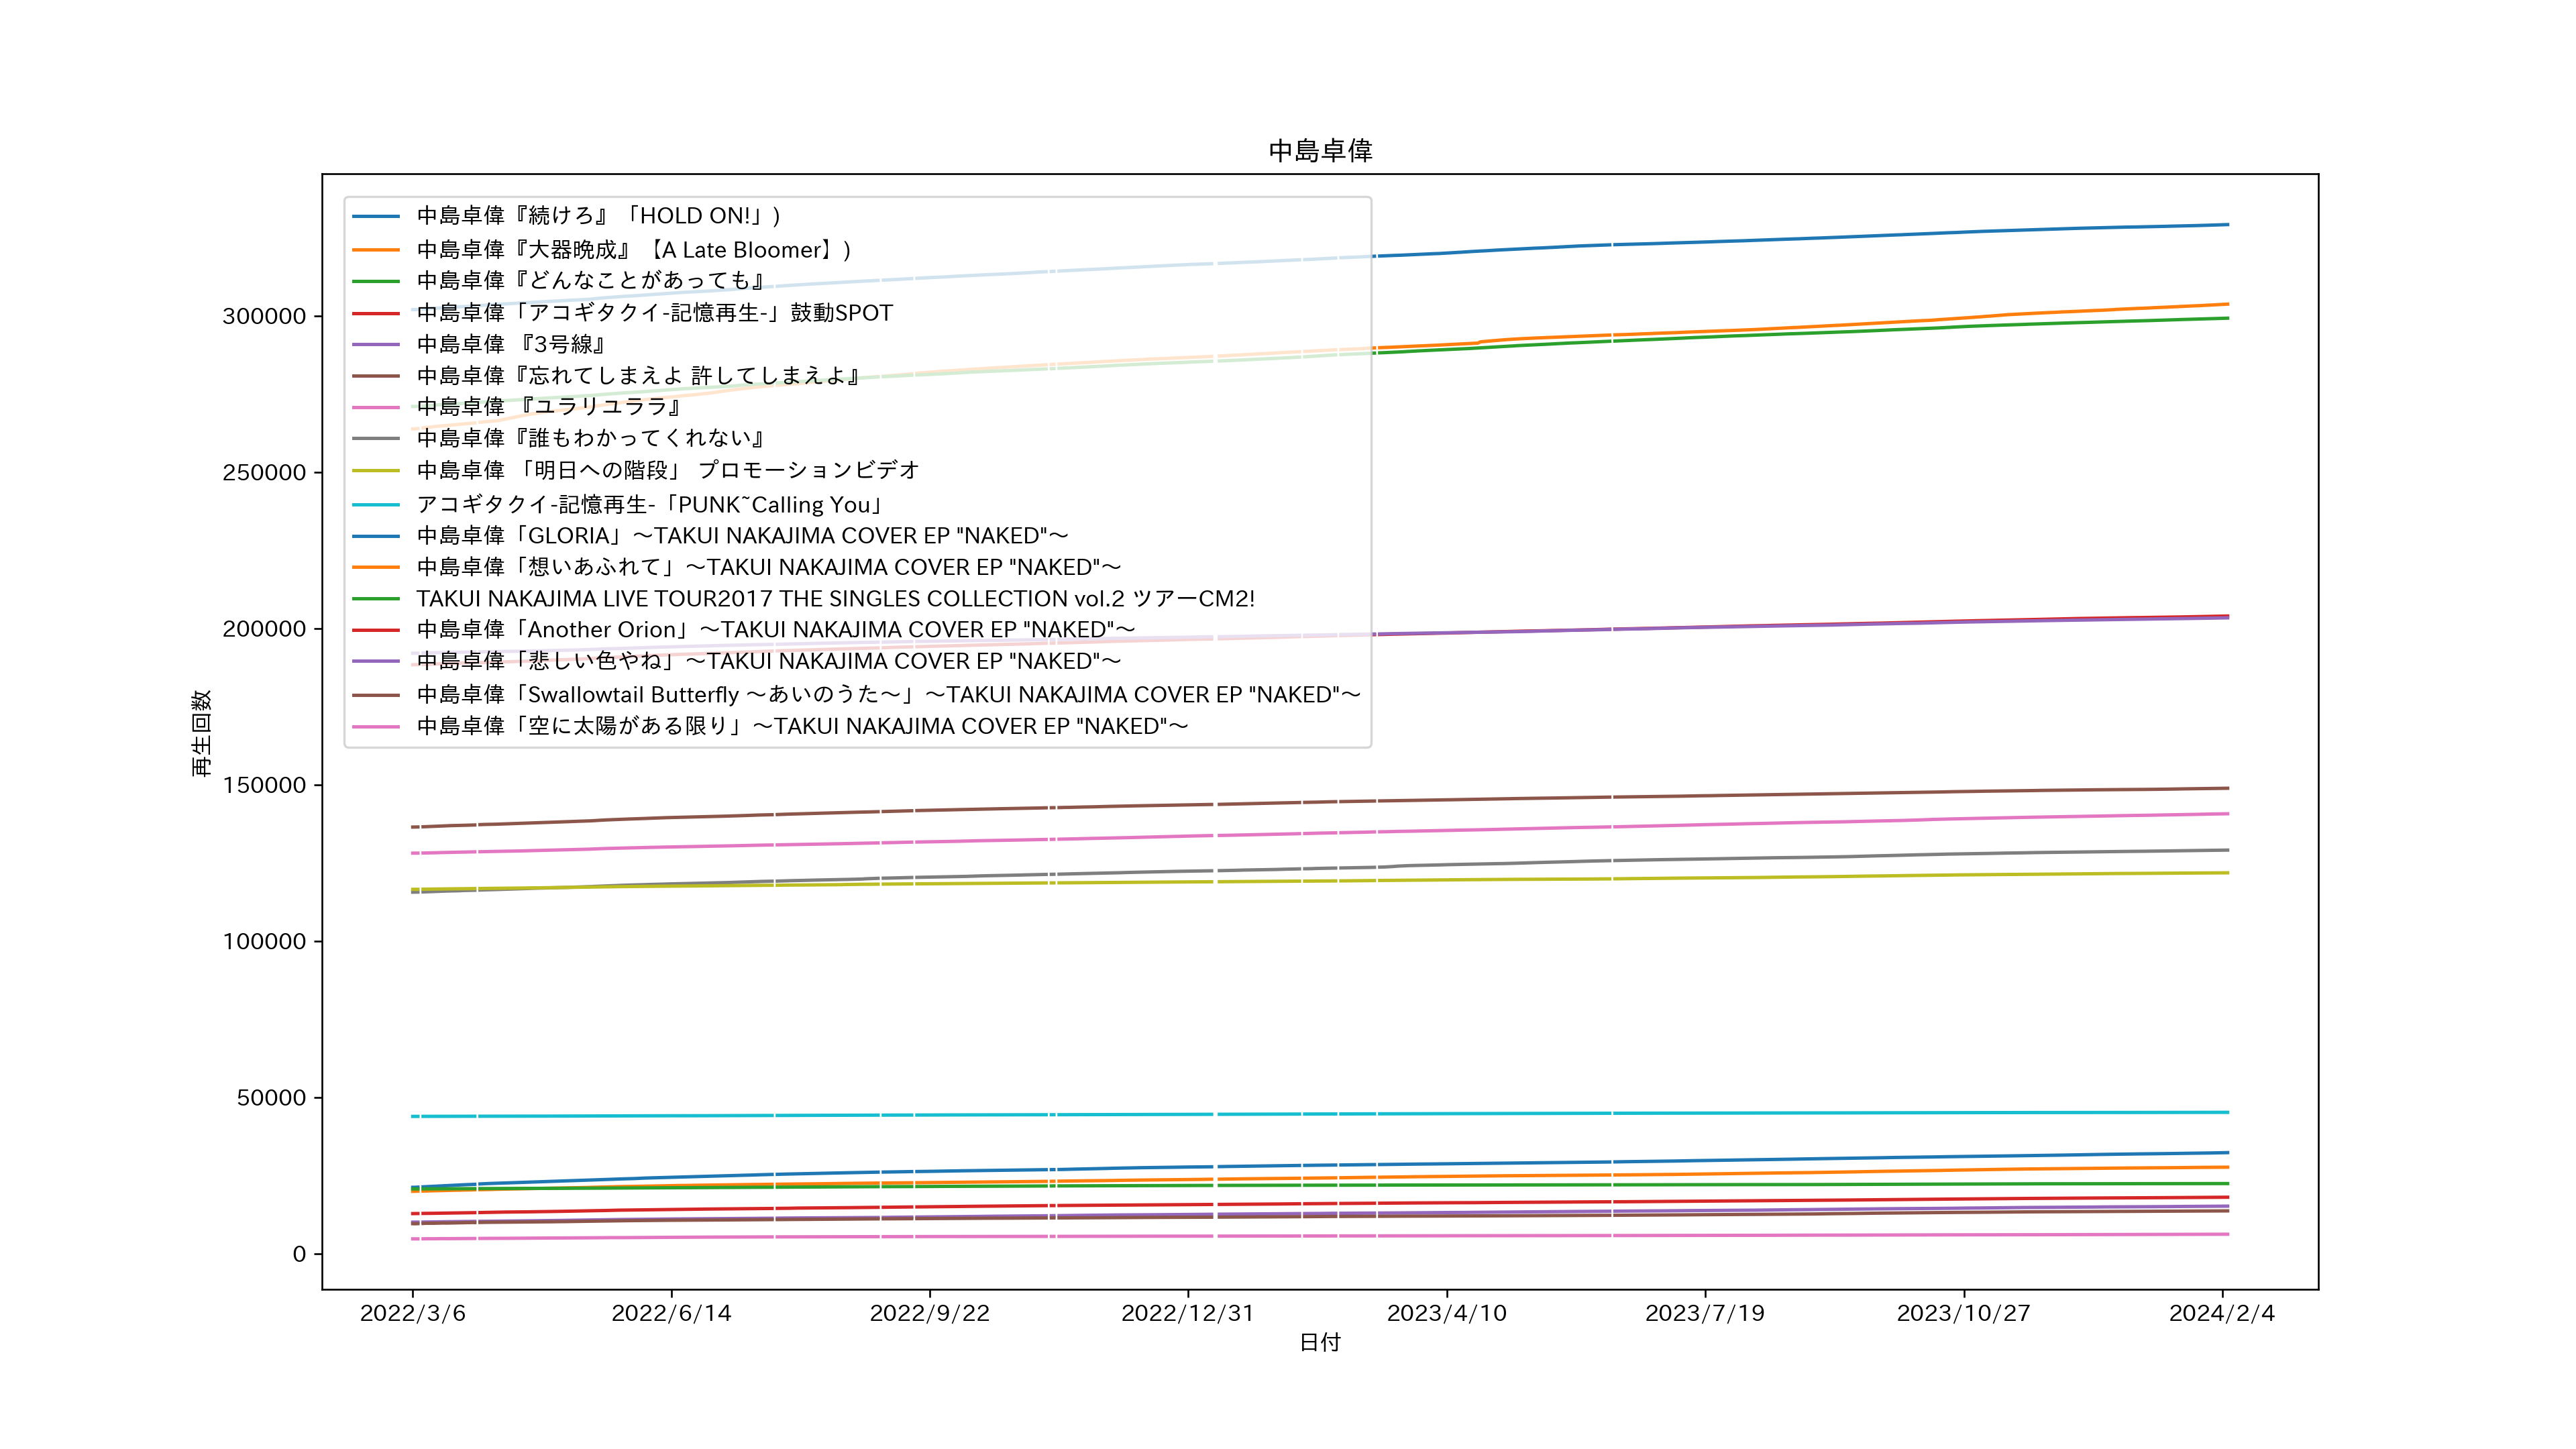 中島卓偉
中島卓偉『続けろ』「HOLD ON!」)
中島卓偉『大器晩成』【A Late Bloomer】)
中島卓偉『どんなことがあっても』
中島卓偉「アコギタクイ-記憶再生-」鼓動SPOT
中島卓偉 『3号線』
中島卓偉『忘れてしまえよ 許してしまえよ』
中島卓偉 『ユラリユララ』
中島卓偉『誰もわかってくれない』
中島卓偉 「明日への階段」 プロモーションビデオ
アコギタクイ-記憶再生-「PUNK~Calling You」
中島卓偉「GLORIA」～TAKUI NAKAJIMA COVER EP "NAKED"～
中島卓偉「想いあふれて」～TAKUI NAKAJIMA COVER EP "NAKED"～
TAKUI NAKAJIMA LIVE TOUR2017 THE SINGLES COLLECTION vol.2 ツアーCM2!
中島卓偉「Another Orion」～TAKUI NAKAJIMA COVER EP "NAKED"～
中島卓偉「悲しい色やね」～TAKUI NAKAJIMA COVER EP "NAKED"～
中島卓偉「Swallowtail Butterfly ～あいのうた～」～TAKUI NAKAJIMA COVER EP "NAKED"～
中島卓偉「空に太陽がある限り」～TAKUI NAKAJIMA COVER EP "NAKED"～
再生回数
300000
250000
200000
150000
100000
50000
0
2022/3/6
2022/6/14
2022/9/22
2022/12/31
2023/4/10
2023/7/19
2023/10/27
2024/2/4
日付